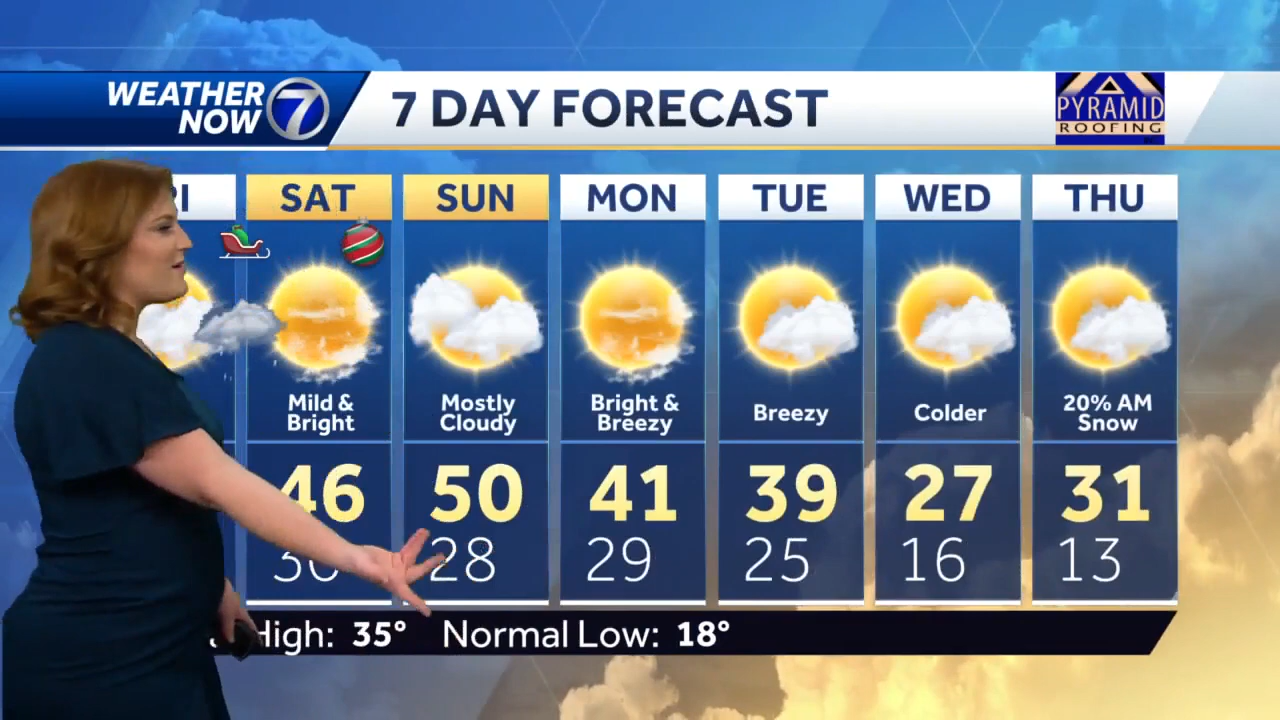 WEATHER
NOW 7
7 DAY FORECAST
PYRAMID
ROOFING
SAT SUN MON TUE WED THU
Mild &
Bright
Mostly
Cloudy
Bright &
Breezy
Breezy
Colder
20% AM
Snow
46 50 41 39 27 31
28 29 25 16 13
High: 35° Normal Low: 18°